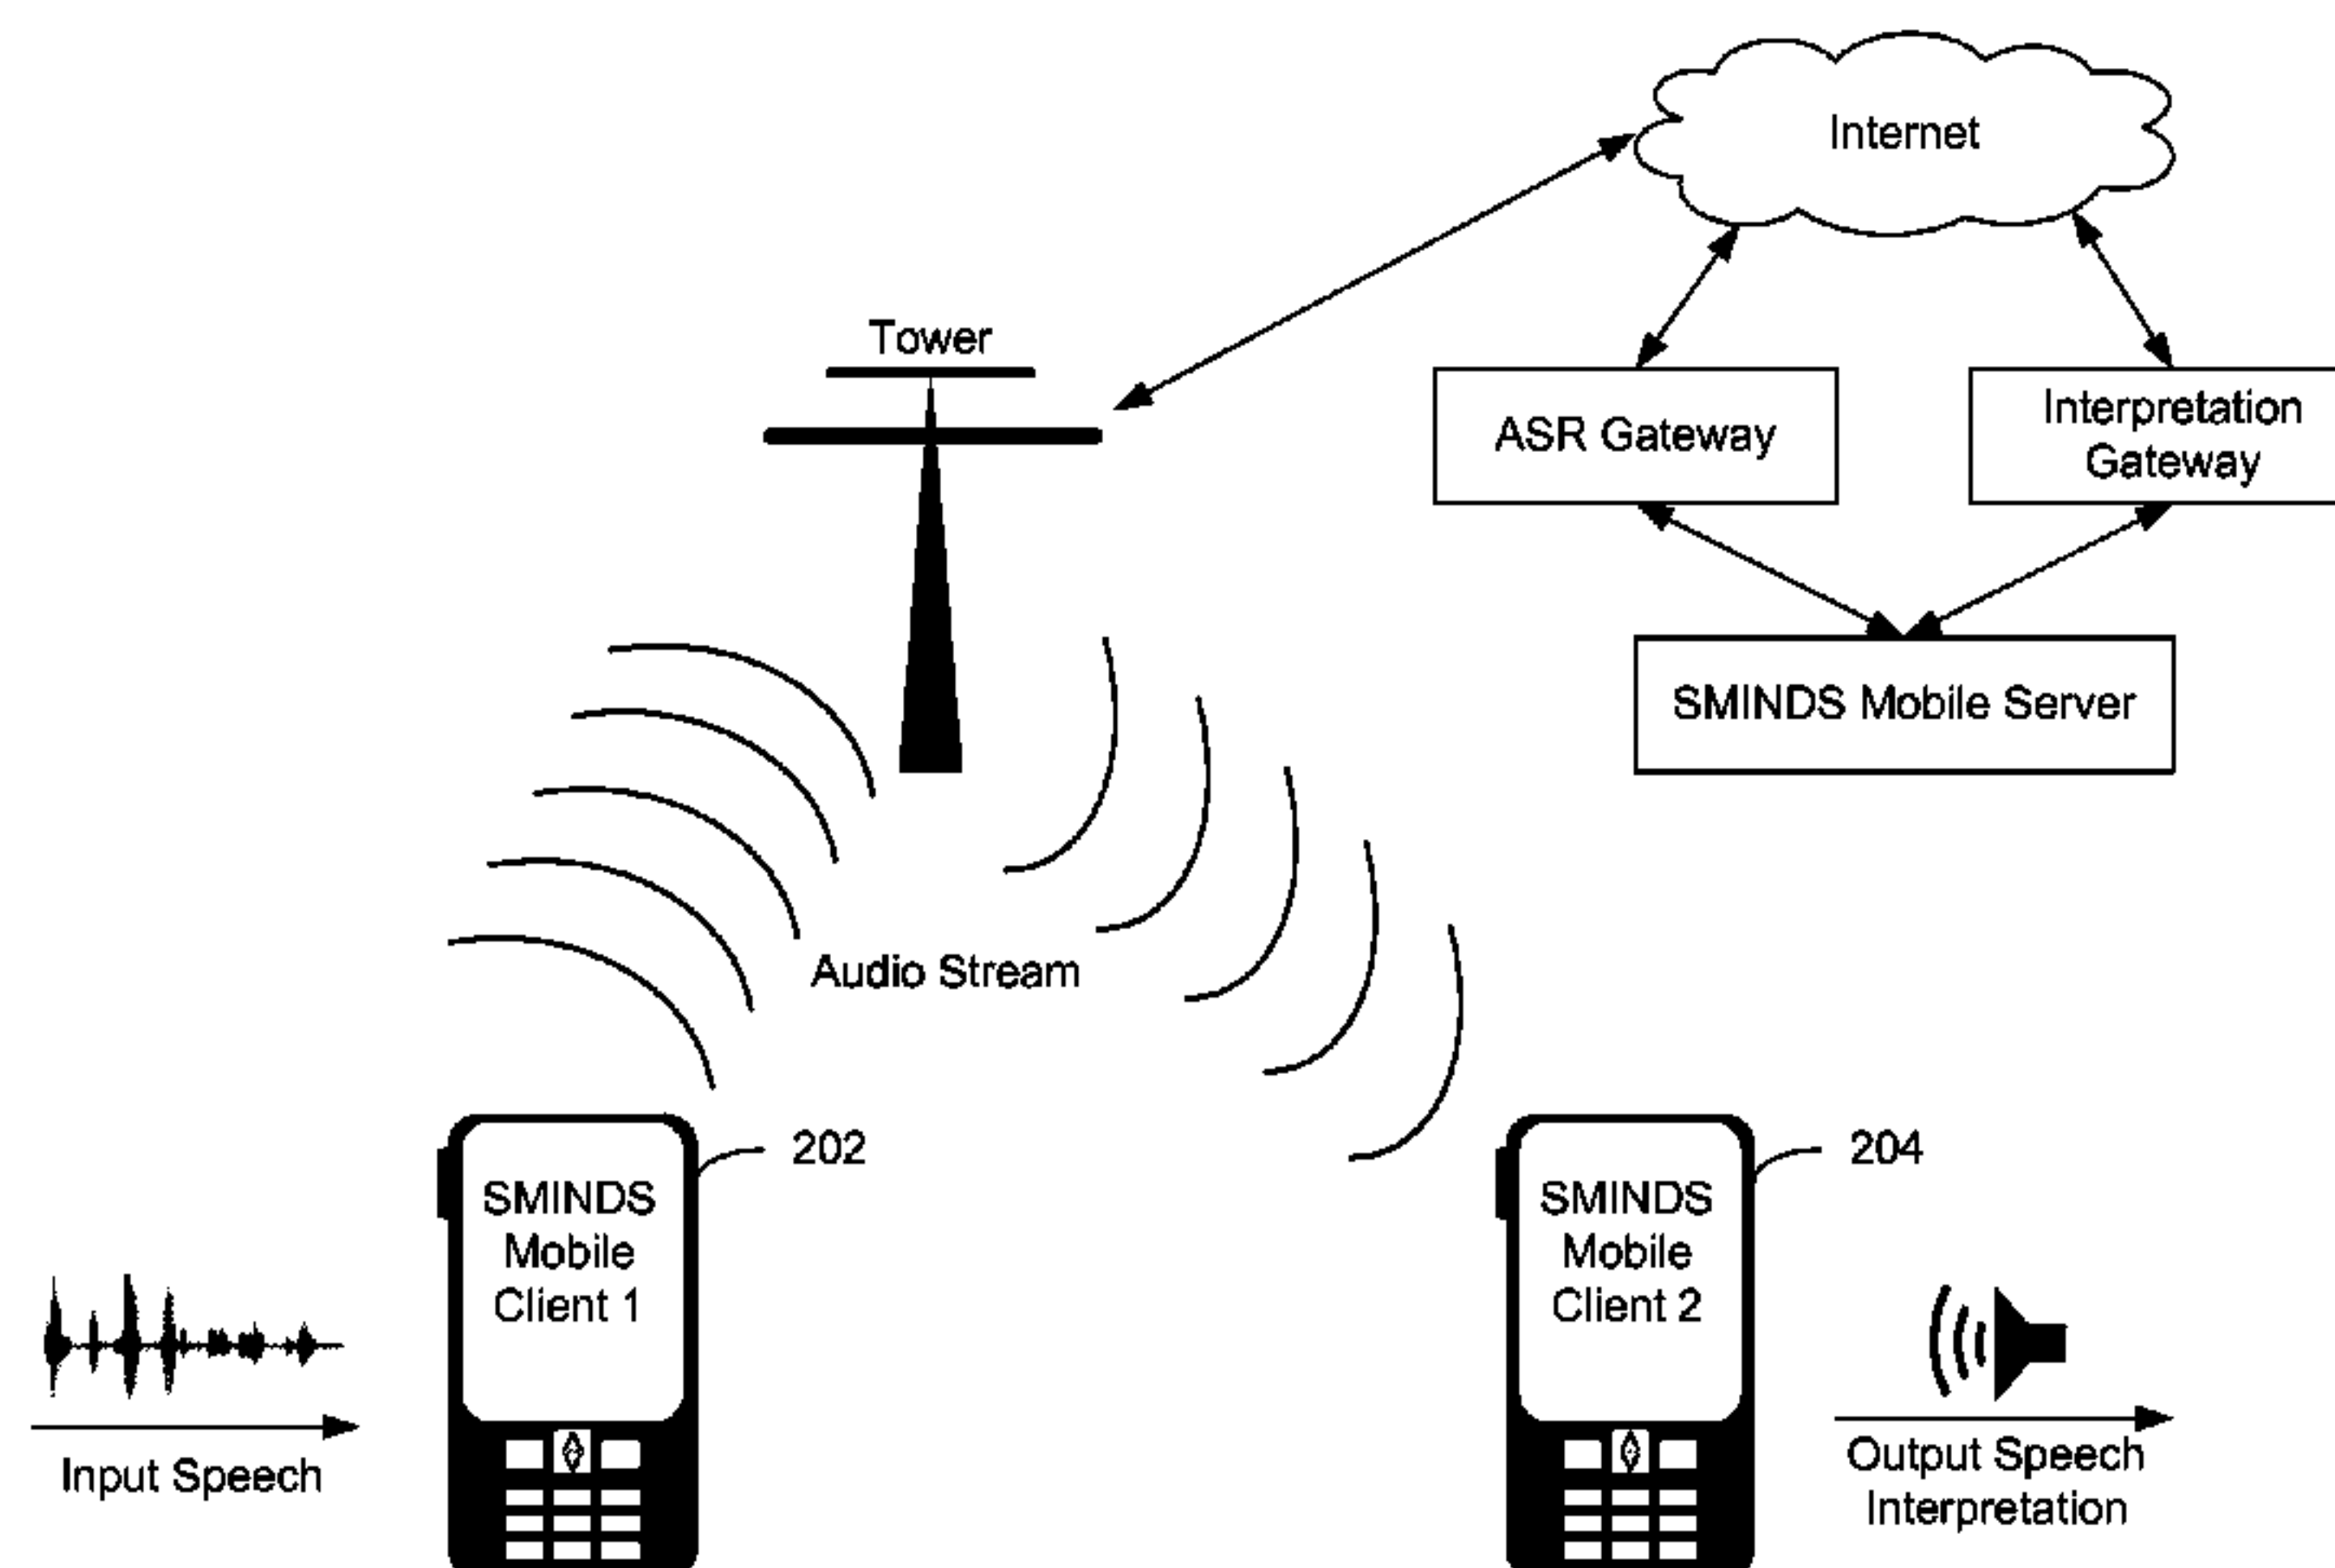 Internet
Tower
ASR Gateway
Interpretation
Gateway
SMINDS Mobile Server
Audio Stream
202
204
SMINDS
Mobile
Client 1
SMINDS
Mobile
Client 2
Input Speech
Output Speech
Interpretation